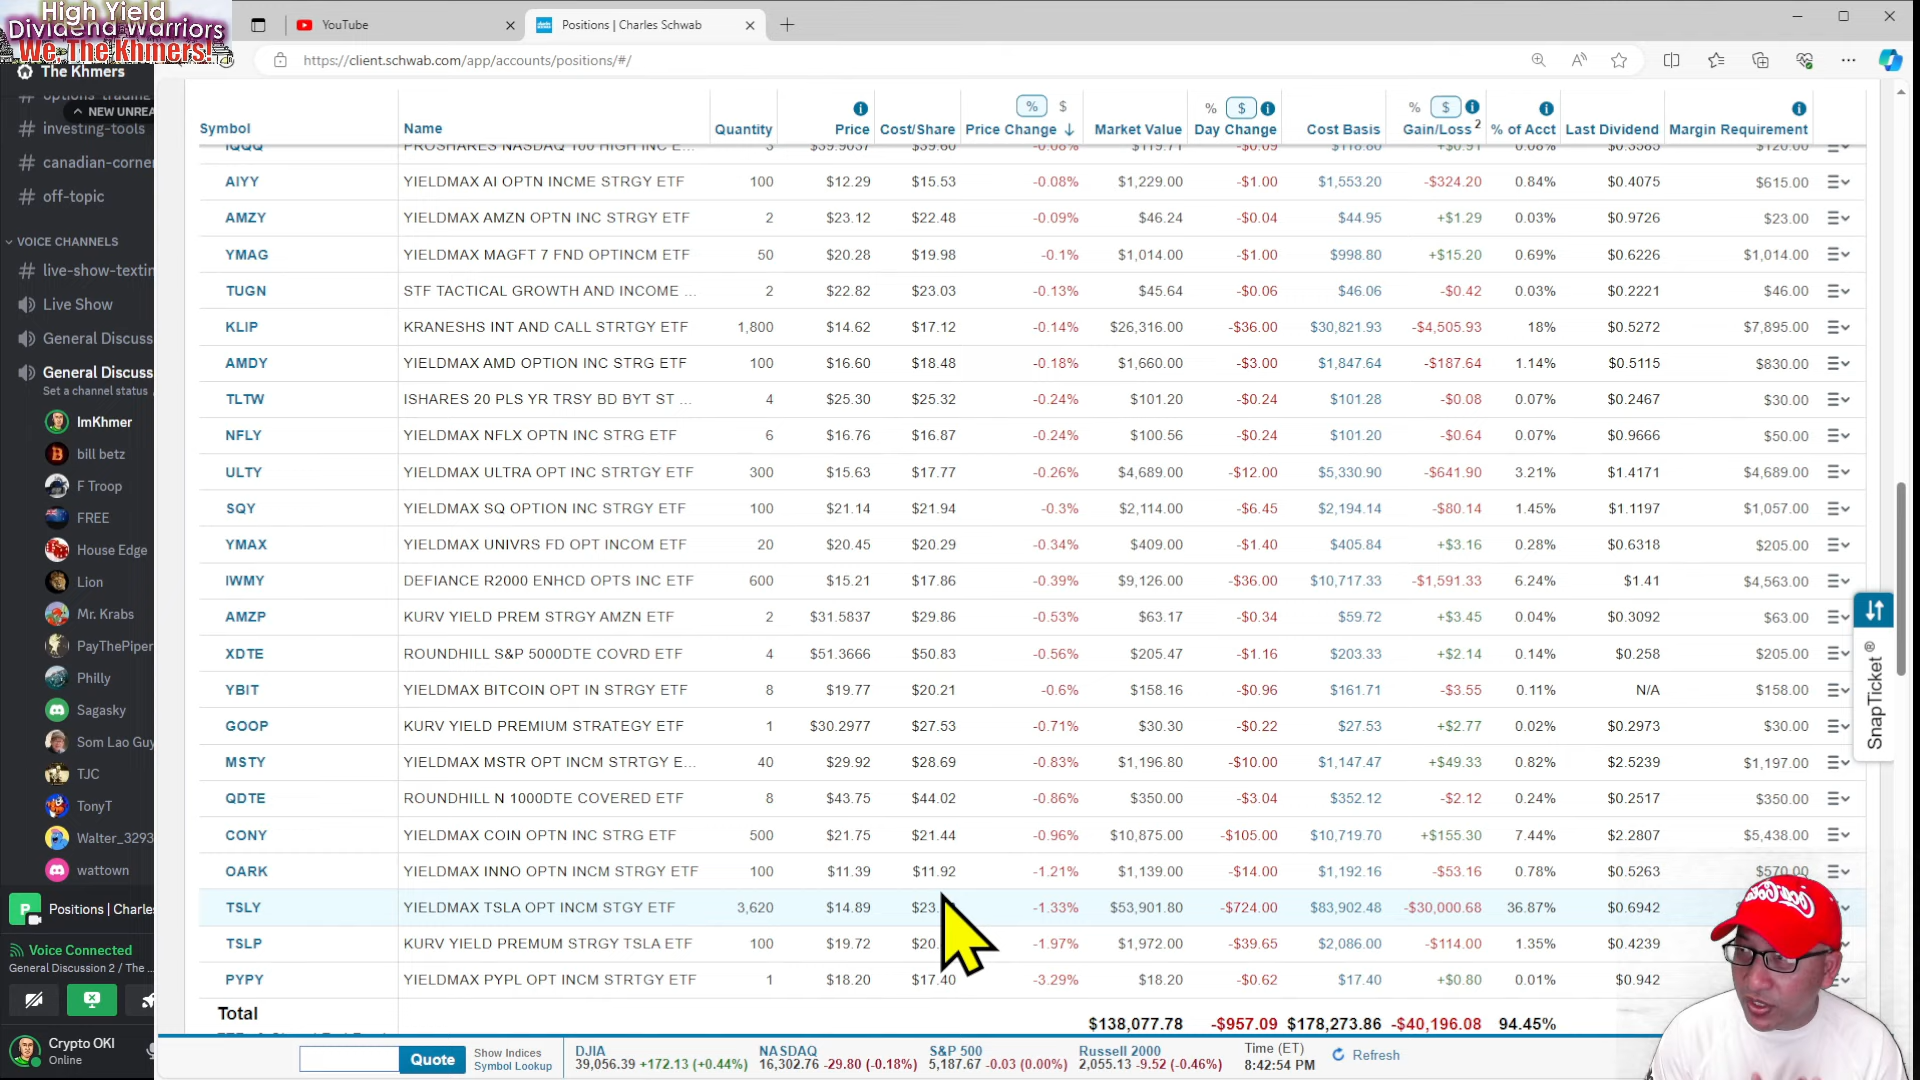 High Yield
Dividend Warriors
We The Khmers!
YouTube
Positions | Charles Schwab
https://client.schwab.com/app/accounts/positions/#/
The Khmers
NEW UNREA
# investing-tools
# canadian-corner
# off-topic
VOICE CHANNELS
# live-show-textin
Live Show
General Discuss
General Discuss
Set a channel status
ImKhmer
bill betz
F Troop
FREE
House Edge
Lion
Mr. Krabs
PayThePiper
Philly
Sagasky
Som Lao Guy
TJC
TonyT
Walter_3293
wattown
Positions | Charles
Voice Connected
General Discussion 2 / The ...
Crypto OKI
Online
% $ % $ % $
Symbol Name Quantity Price Cost/Share Price Change Market Value Day Change Cost Basis Gain/Loss 2 % of Acct Last Dividend Margin Requirement
IQQQ PROSHARES NASDAQ 100 HIGH INC E... 3 $39.9037 $39.60 -0.08% $119.71 -$0.09 $118.80 +$0.91 0.08% $0.3585 $120.00
AIYY YIELDMAX AI OPTN INCME STRGY ETF 100 $12.29 $15.53 -0.08% $1,229.00 -$1.00 $1,553.20 -$324.20 0.84% $0.4075 $615.00
AMZY YIELDMAX AMZN OPTN INC STRGY ETF 2 $23.12 $22.48 -0.09% $46.24 -$0.04 $44.95 +$1.29 0.03% $0.9726 $23.00
YMAG YIELDMAX MAGFT 7 FND OPTINCM ETF 50 $20.28 $19.98 -0.1% $1,014.00 -$1.00 $998.80 +$15.20 0.69% $0.6226 $1,014.00
TUGN STF TACTICAL GROWTH AND INCOME ... 2 $22.82 $23.03 -0.13% $45.64 -$0.06 $46.06 -$0.42 0.03% $0.2221 $46.00
KLIP KRANESHS INT AND CALL STRTGY ETF 1,800 $14.62 $17.12 -0.14% $26,316.00 -$36.00 $30,821.93 -$4,505.93 18% $0.5272 $7,895.00
AMDY YIELDMAX AMD OPTION INC STRG ETF 100 $16.60 $18.48 -0.18% $1,660.00 -$3.00 $1,847.64 -$187.64 1.14% $0.5115 $830.00
TLTW ISHARES 20 PLS YR TRSY BD BYT ST ... 4 $25.30 $25.32 -0.24% $101.20 -$0.24 $101.28 -$0.08 0.07% $0.2467 $30.00
NFLY YIELDMAX NFLX OPTN INC STRG ETF 6 $16.76 $16.87 -0.24% $100.56 -$0.24 $101.20 -$0.64 0.07% $0.9666 $50.00
ULTY YIELDMAX ULTRA OPT INC STRTGY ETF 300 $15.63 $17.77 -0.26% $4,689.00 -$12.00 $5,330.90 -$641.90 3.21% $1.4171 $4,689.00
SQY YIELDMAX SQ OPTION INC STRG ETF 100 $21.14 $21.94 -0.3% $2,114.00 -$6.45 $2,194.14 -$80.14 1.45% $1.1197 $1,057.00
YMAX YIELDMAX UNIVRS FD OPT INCOM ETF 20 $20.45 $20.29 -0.34% $409.00 -$1.40 $405.84 +$3.16 0.28% $0.6318 $205.00
IWMY DEFIANCE R2000 ENHCD OPTS INC ETF 600 $15.21 $17.86 -0.39% $9,126.00 -$36.00 $10,717.33 -$1,591.33 6.24% $1.41 $4,563.00
AMZP KURV YIELD PREM STRGY AMZN ETF 2 $31.5837 $29.86 -0.53% $63.17 -$0.34 $59.72 +$3.45 0.04% $0.3092 $63.00
XDTE ROUNDHILL S&P 5000DTE COVRD ETF 4 $51.3666 $50.83 -0.56% $205.47 -$1.16 $203.33 +$2.14 0.14% $0.258 $205.00
YBIT YIELDMAX BITCOIN OPT IN STRGY ETF 8 $19.77 $20.21 -0.6% $158.16 -$0.96 $161.71 -$3.55 0.11% N/A $158.00
GOOP KURV YIELD PREMIUM STRATEGY ETF 1 $30.2977 $27.53 -0.71% $30.30 -$0.22 $27.53 +$2.77 0.02% $0.2973 $30.00
MSTY YIELDMAX MSTR OPT INCM STRTGY E... 40 $29.92 $28.69 -0.83% $1,196.80 -$10.00 $1,147.47 +$49.33 0.82% $2.5239 $1,197.00
QDTE ROUNDHILL N 1000DTE COVERED ETF 8 $43.75 $44.02 -0.86% $350.00 -$3.04 $352.12 -$2.12 0.24% $0.2517 $350.00
CONY YIELDMAX COIN OPTN INC STRG ETF 500 $21.75 $21.44 -0.96% $10,875.00 -$105.00 $10,719.70 +$155.30 7.44% $2.2807 $5,438.00
OARK YIELDMAX INNO OPTN INCM STRGY ETF 100 $11.39 $11.92 -1.21% $1,139.00 -$14.00 $1,192.16 -$53.16 0.78% $0.5263 $570.00
TSLY YIELDMAX TSLA OPT INCM STGY ETF 3,620 $14.89 $23. -1.33% $53,901.80 -$724.00 $83,902.48 -$30,000.68 36.87% $0.6942
TSLP KURV YIELD PREMUM STRGY TSLA ETF 100 $19.72 $20. -1.97% $1,972.00 -$39.65 $2,086.00 -$114.00 1.35% $0.4239
PYPY YIELDMAX PYPL OPT INCM STRTGY ETF 1 $18.20 $17.40 -3.29% $18.20 -$0.62 $17.40 +$0.80 0.01% $0.942
Total
$138,077.78 -$957.09 $178,273.86 -$40,196.08 94.45%
SnapTicket ®
Quote
Show Indices
Symbol Lookup
DJIA
39,056.39 +172.13 (+0.44%)
NASDAQ
16,302.76 -29.80 (-0.18%)
S&P 500
5,187.67 -0.03 (0.00%)
Russell 2000
2,055.13 -9.52 (-0.46%)
Time (ET)
8:42:54 PM
Refresh
Coca-Cola